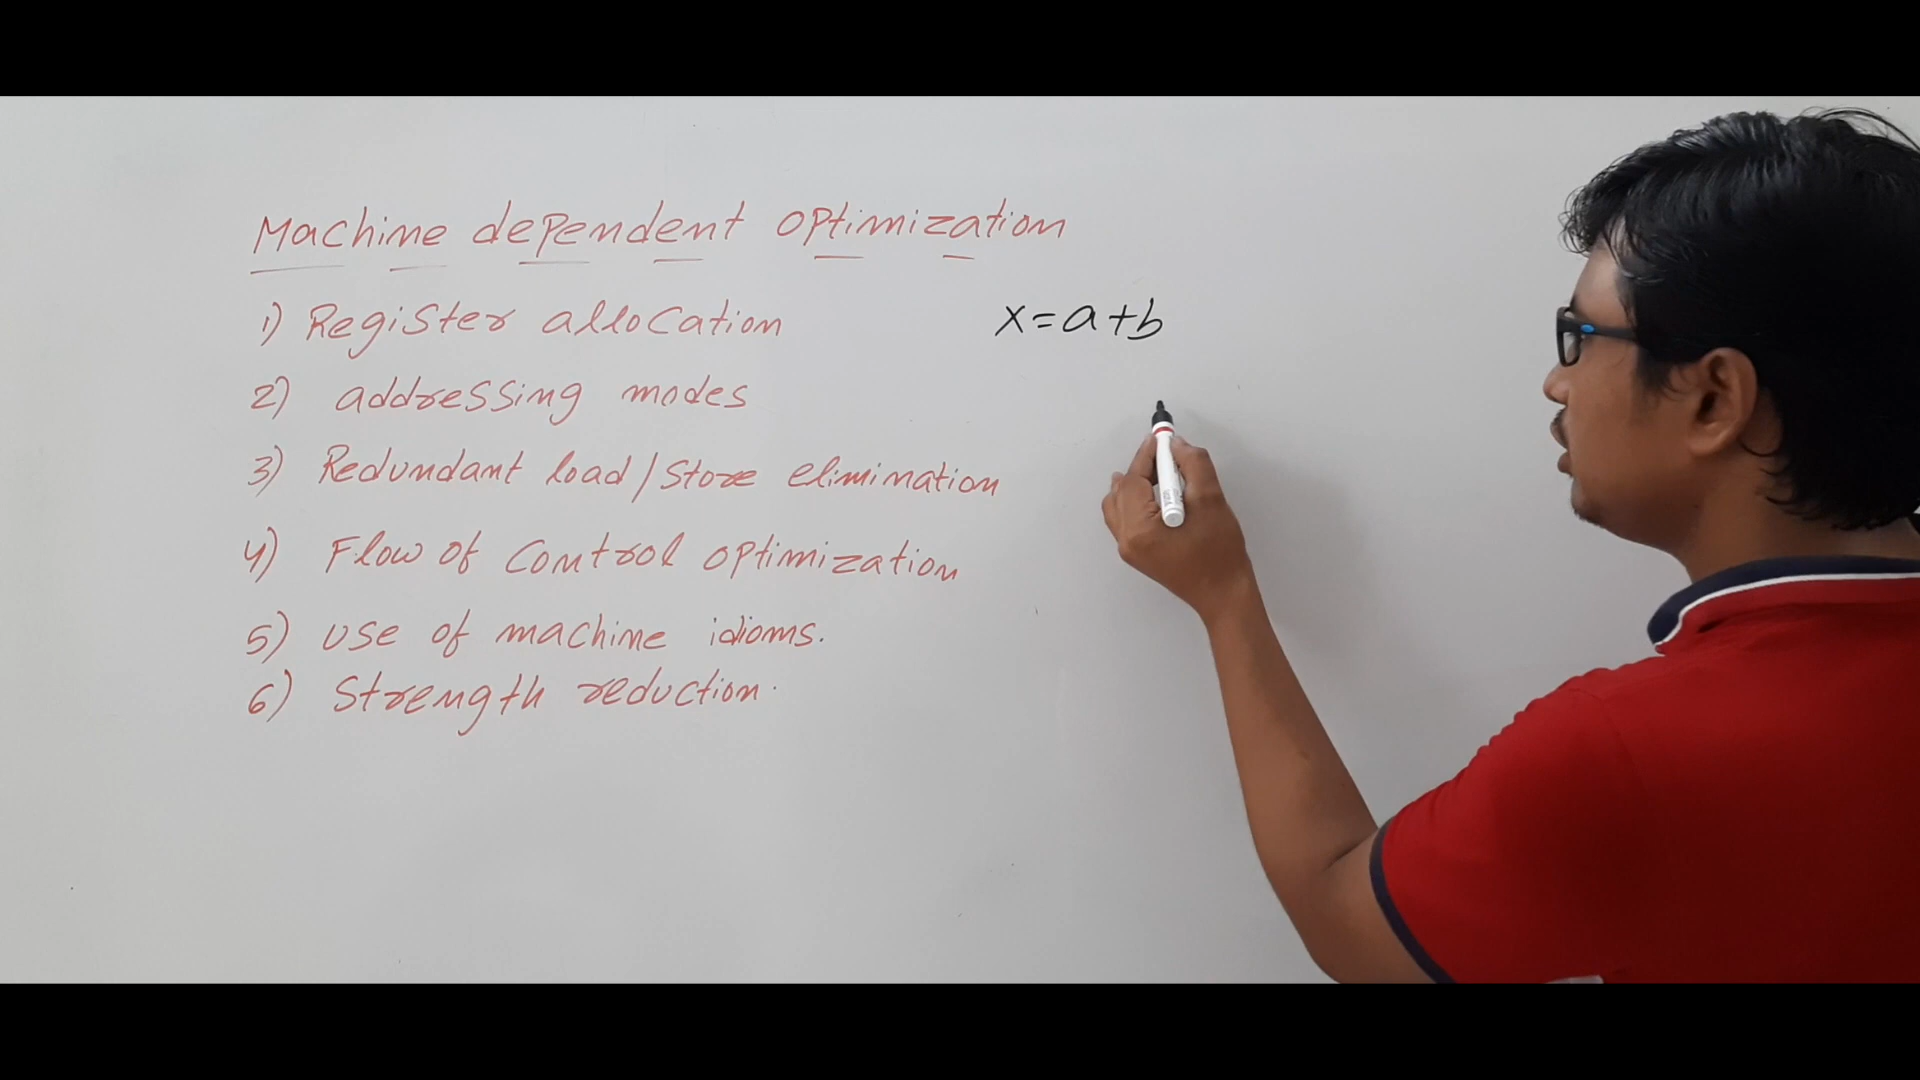 Machine dependent optimization
1) Register allocation
x=a+b
2) addressing modes
3) Redundant load/store elimination
4) Flow of control optimization
5) use of machine idioms.
6) Strength reduction.